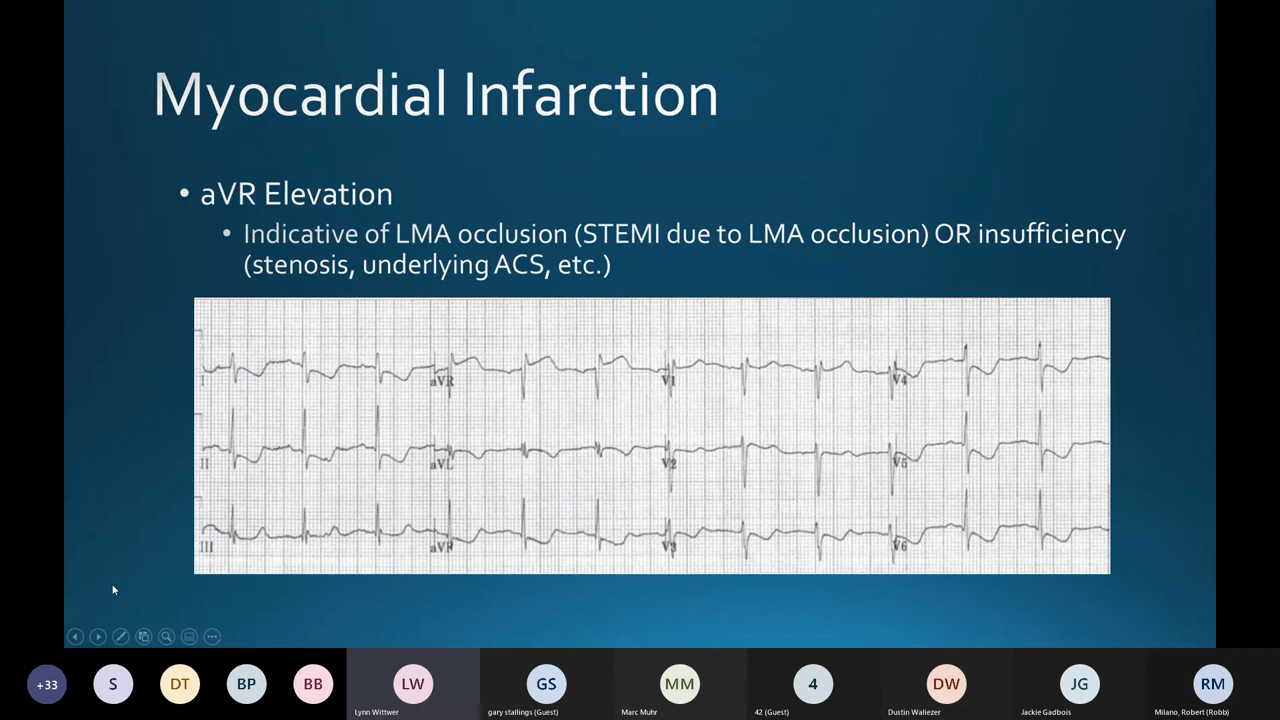 Myocardial Infarction
• aVR Elevation
• Indicative of LMA occlusion (STEMI due to LMA occlusion) OR insufficiency
(stenosis, underlying ACS, etc.)
I aVR V1 V4
II aVL V2 V5
III aVF V3 V6
+33 S DT BP BB LW GS MM 4 DW JG RM
Lynn Wittwer gary stallings (Guest) Marc Muhr 42 (Guest) Dustin Waliezer Jackie Gadbois Milano, Robert (Robb)